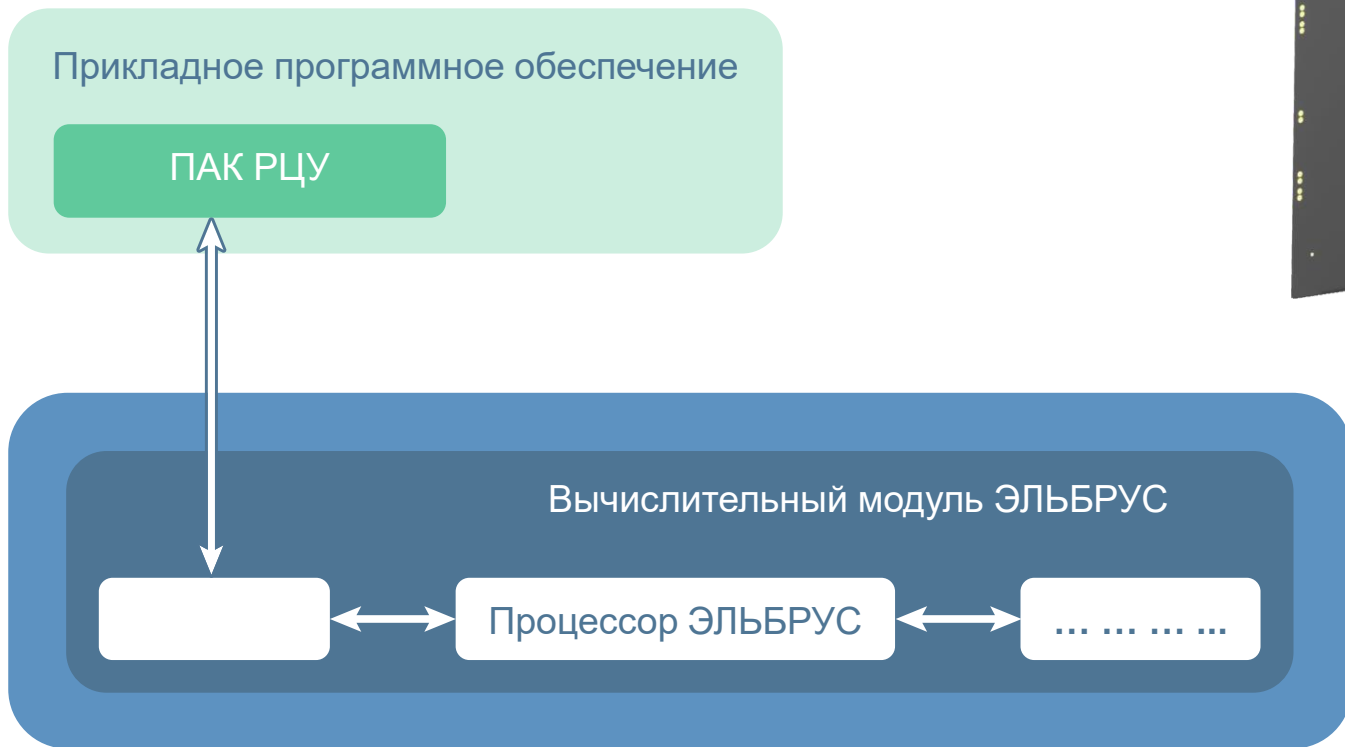 Прикладное программное обеспечение
ПАК РЦУ
Вычислительный модуль ЭЛЬБРУС
Процессор ЭЛЬБРУС
... ... ... ...